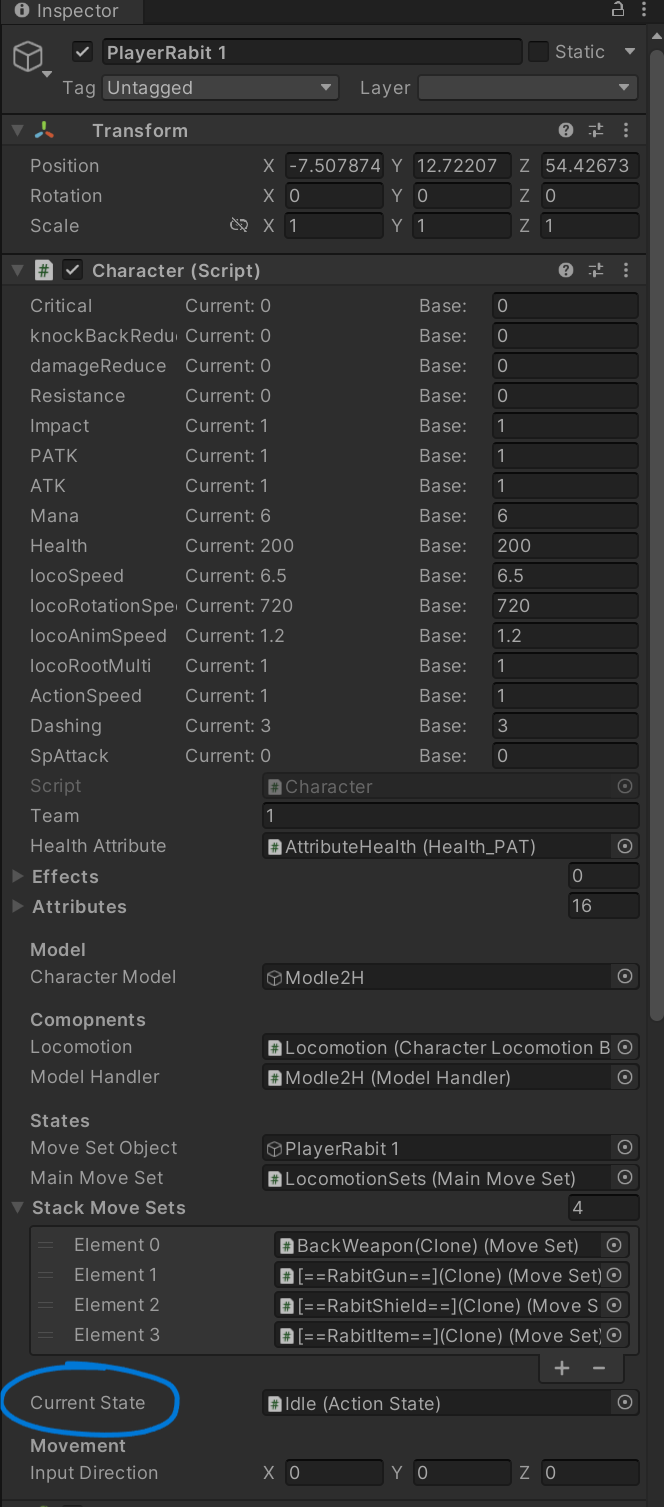 Inspector
PlayerRabit 1
Static
Tag Untagged Layer
Transform
Position X -7.507874 Y 12.72207 Z 54.42673
Rotation X 0 Y 0 Z 0
Scale X 1 Y 1 Z 1
# Character (Script)
Critical Current: 0 Base: 0
knockBackRedu Current: 0 Base: 0
damageReduce Current: 0 Base: 0
Resistance Current: 0 Base: 0
Impact Current: 1 Base: 1
PATK Current: 1 Base: 1
ATK Current: 1 Base: 1
Mana Current: 6 Base: 6
Health Current: 200 Base: 200
locoSpeed Current: 6.5 Base: 6.5
locoRotationSpe Current: 720 Base: 720
locoAnimSpeed Current: 1.2 Base: 1.2
locoRootMulti Current: 1 Base: 1
ActionSpeed Current: 1 Base: 1
Dashing Current: 3 Base: 3
SpAttack Current: 0 Base: 0
Script # Character
Team 1
Health Attribute # AttributeHealth (Health_PAT)
Effects 0
Attributes 16
Model
Character Model Modle2H
Comopnents
Locomotion # Locomotion (Character Locomotion B
Model Handler # Modle2H (Model Handler)
States
Move Set Object PlayerRabit 1
Main Move Set # LocomotionSets (Main Move Set)
Stack Move Sets 4
Element 0 # BackWeapon(Clone) (Move Set)
Element 1 # [==RabitGun==](Clone) (Move Set)
Element 2 # [==RabitShield==](Clone) (Move S
Element 3 # [==RabitItem==](Clone) (Move Set)
+ −
Current State # Idle (Action State)
Movement
Input Direction X 0 Y 0 Z 0